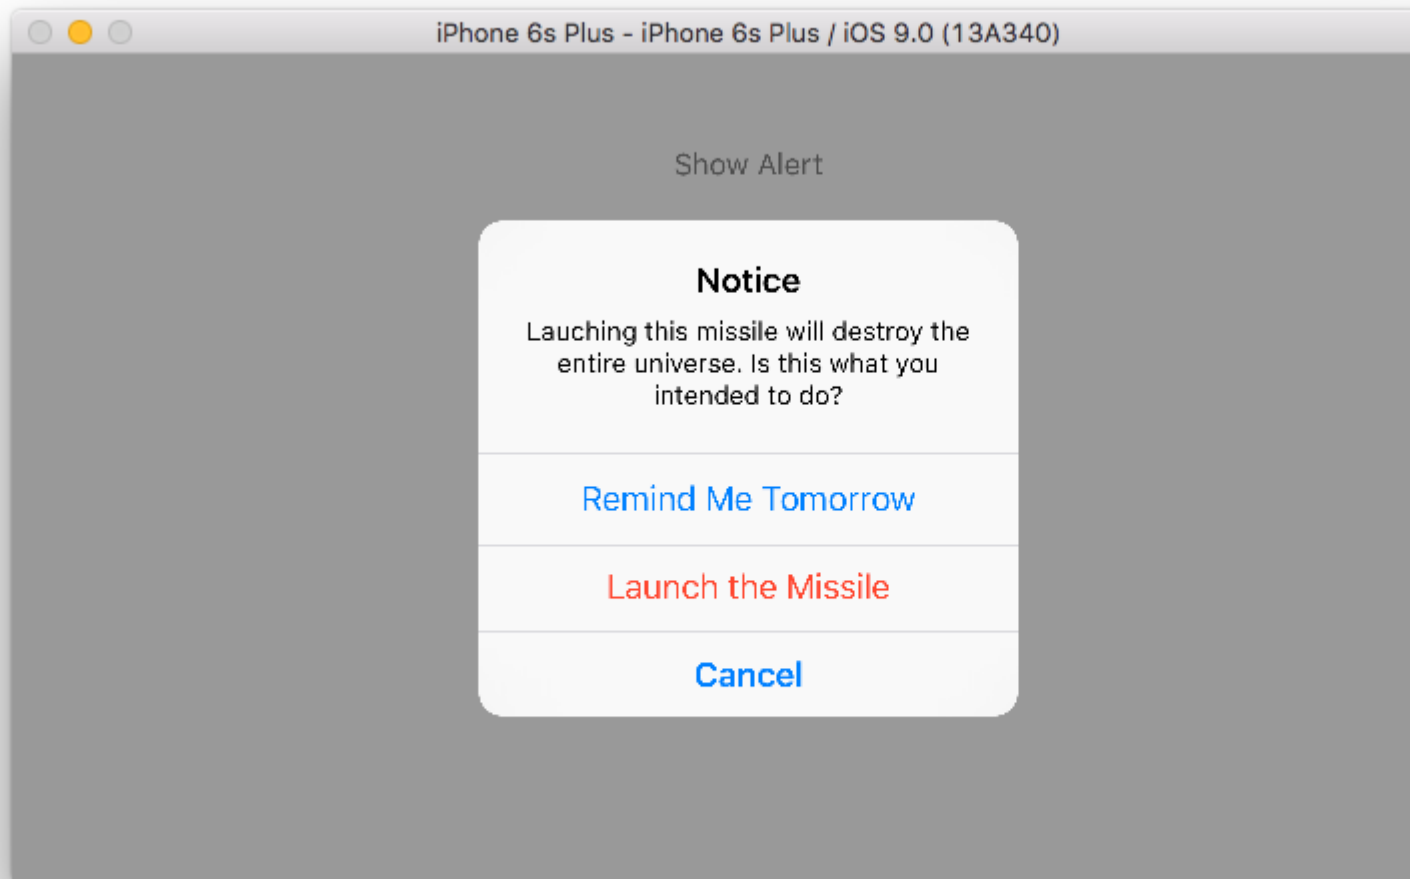 iPhone 6s Plus - iPhone 6s Plus / iOS 9.0 (13A340)
Show Alert
Notice
Lauching this missile will destroy the
entire universe. Is this what you
intended to do?
Remind Me Tomorrow
Launch the Missile
Cancel